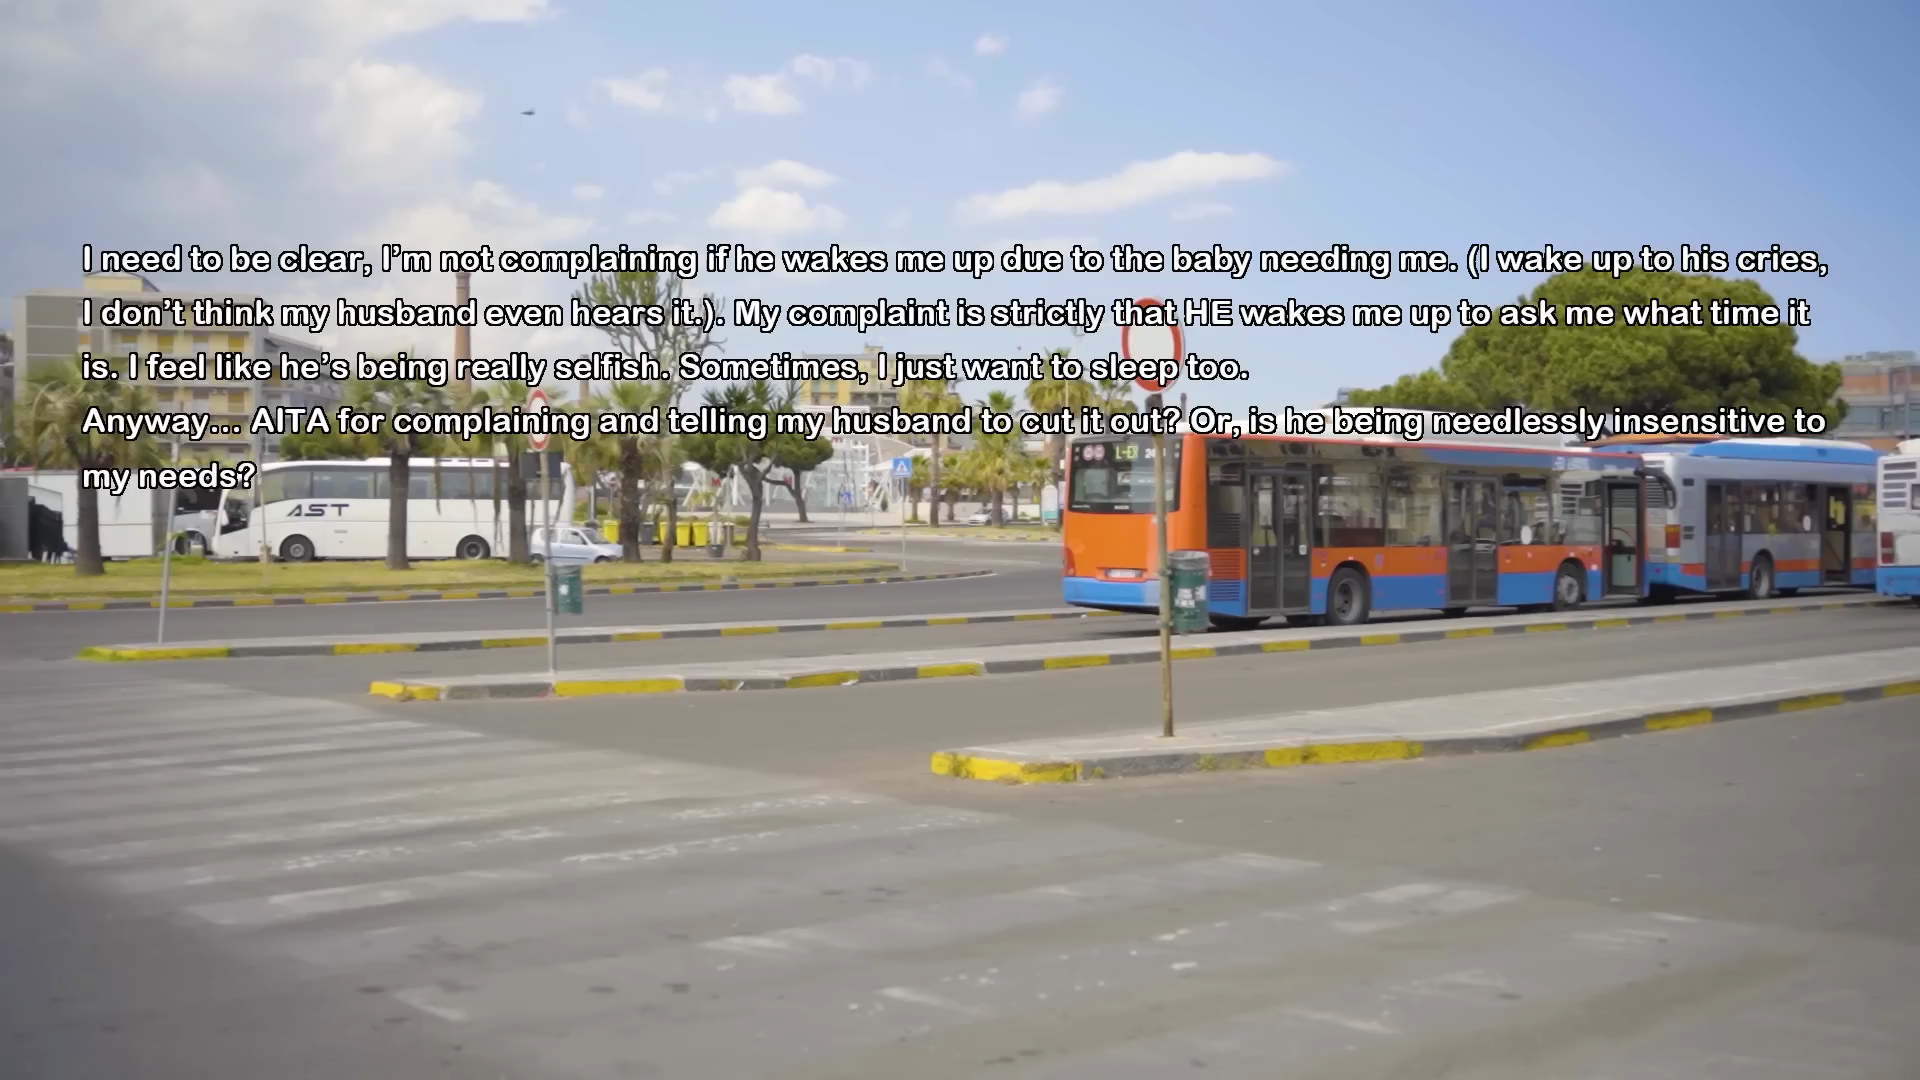 I need to be clear, I’m not complaining if he wakes me up due to the baby needing me. (I wake up to his cries,
I don’t think my husband even hears it.). My complaint is strictly that HE wakes me up to ask me what time it
is. I feel like he’s being really selfish. Sometimes, I just want to sleep too.
Anyway… AITA for complaining and telling my husband to cut it out? Or, is he being needlessly insensitive to
my needs?
AST